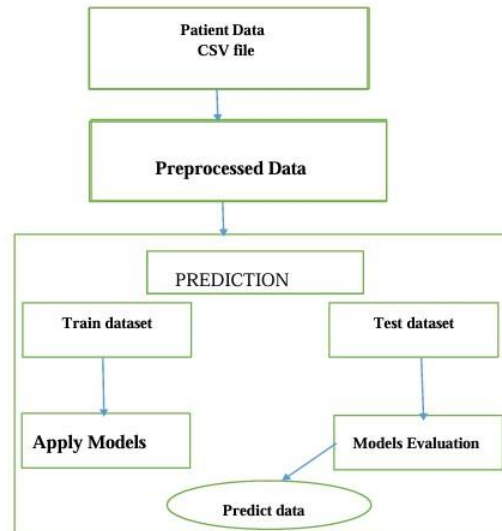 Patient Data
CSV file
Preprocessed Data
PREDICTION
Train dataset
Test dataset
Apply Models
Models Evaluation
Predict data